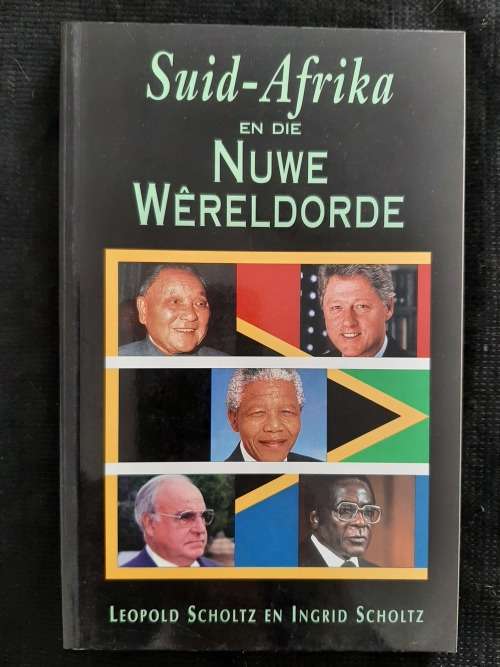 Suid-Afrika
EN DIE
NUWE
WÊRELDORDE
LEOPOLD SCHOLTZ EN INGRID SCHOLTZ